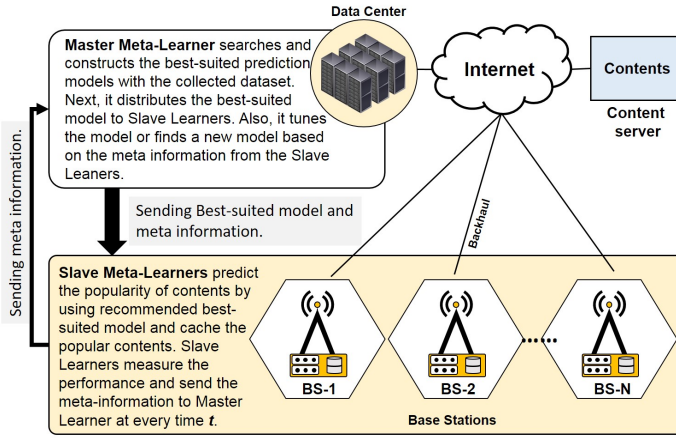 Data Center
Master Meta-Learner searches and
constructs the best-suited prediction
models with the collected dataset.
Next, it distributes the best-suited
model to Slave Learners. Also, it tunes
the model or finds a new model based
on the meta information from the Slave
Leaners.
Internet
Contents
Content
server
Sending meta information.
Sending Best-suited model and
meta information.
Backhaul
Slave Meta-Learners predict
the popularity of contents by
using recommended best-
suited model and cache the
popular contents. Slave
Learners measure the
performance and send the
meta-information to Master
Learner at every time t.
BS-1
BS-2
BS-N
Base Stations